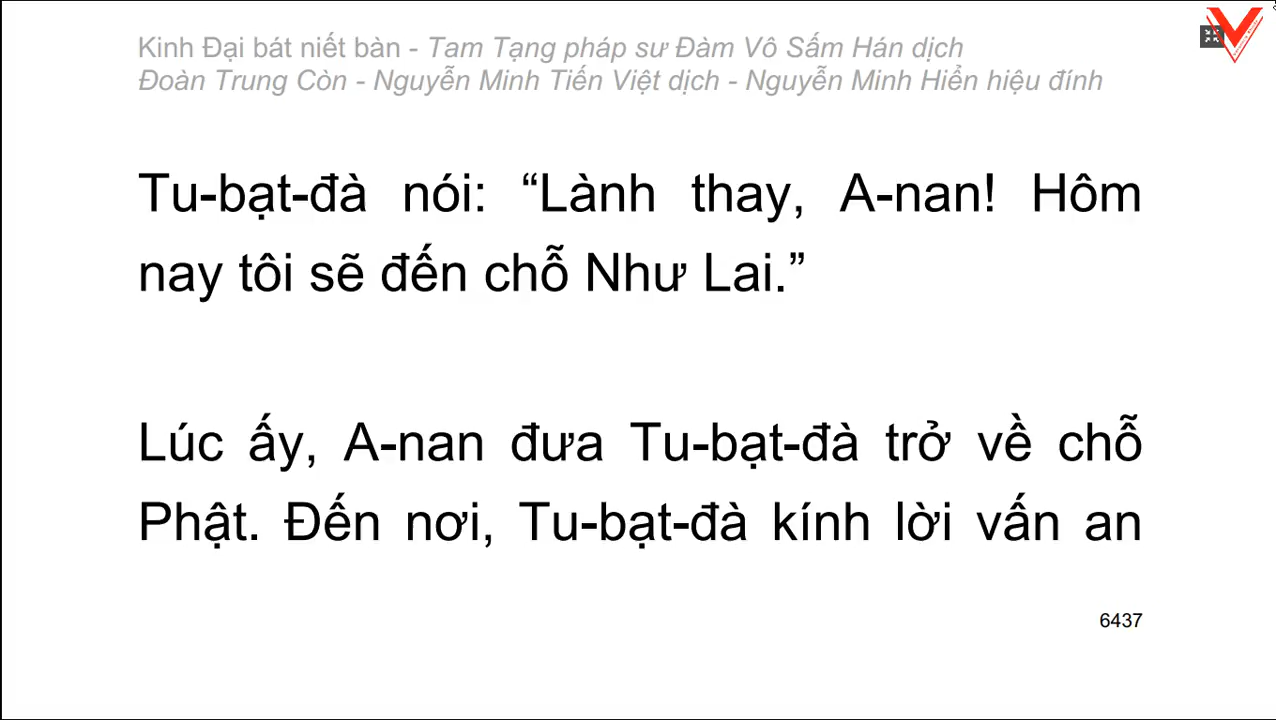 Kinh Đại bát niết bàn - Tam Tạng pháp sư Đàm Vô Sấm Hán dịch
Đoàn Trung Còn - Nguyễn Minh Tiến Việt dịch - Nguyễn Minh Hiển hiệu đính
Tu-bạt-đà nói: “Lành thay, A-nan! Hôm
nay tôi sẽ đến chỗ Như Lai.”
Lúc ấy, A-nan đưa Tu-bạt-đà trở về chỗ
Phật. Đến nơi, Tu-bạt-đà kính lời vấn an
6437